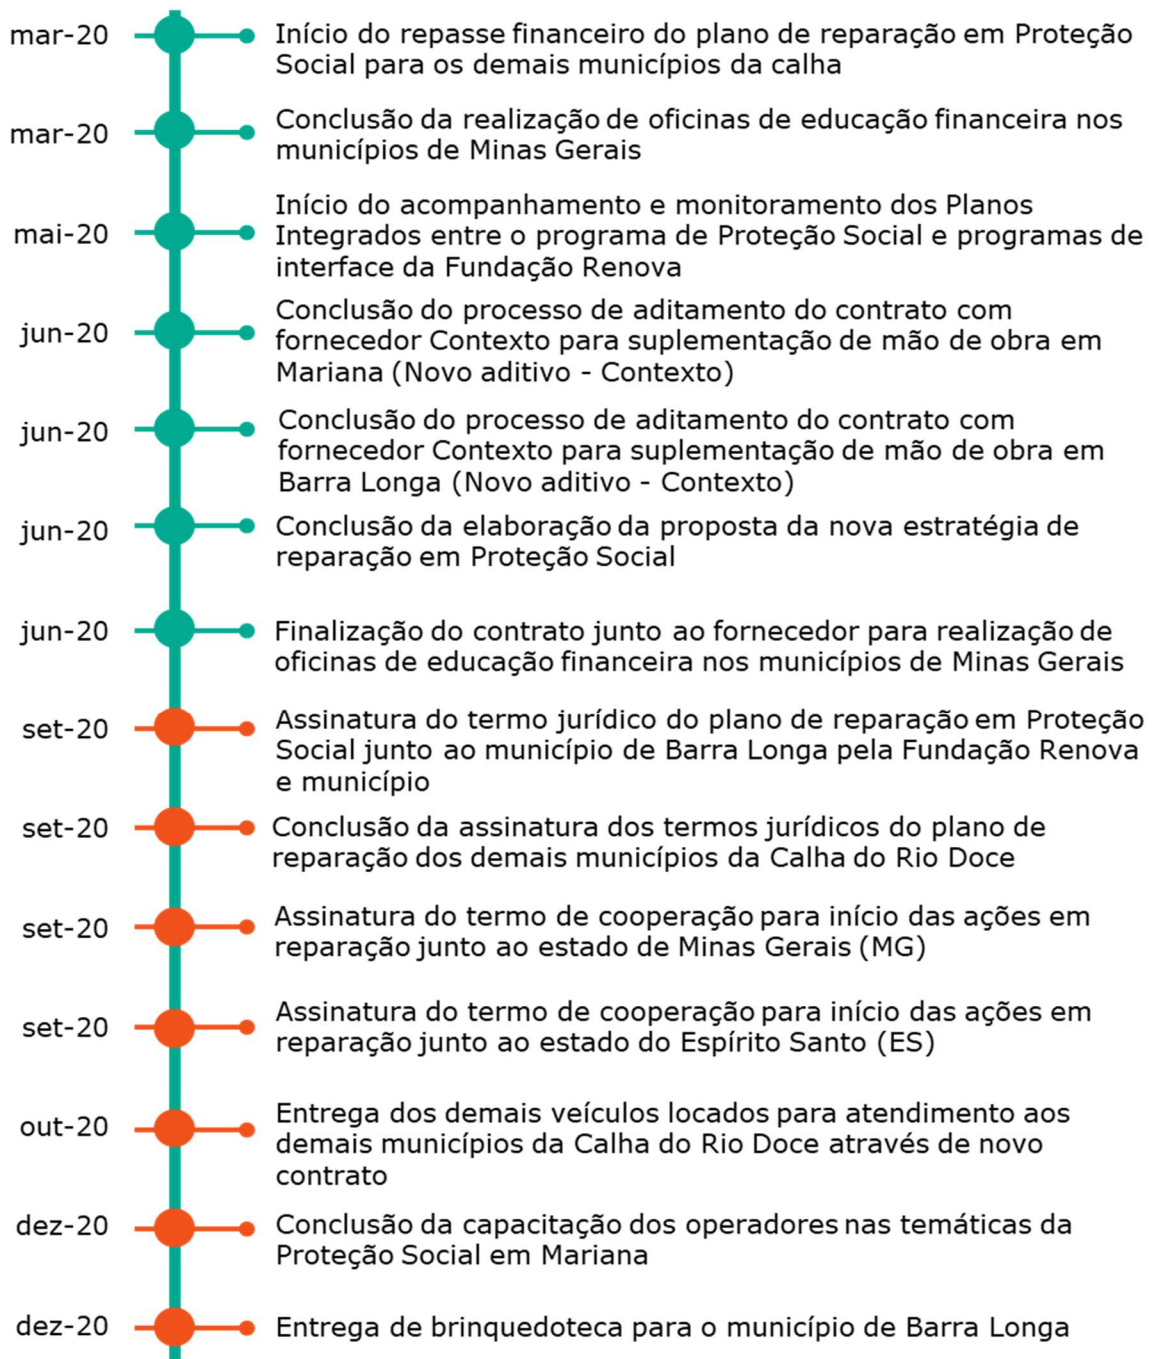 mar-20
Início do repasse financeiro do plano de reparação em Proteção
Social para os demais municípios da calha
mar-20
Conclusão da realização de oficinas de educação financeira nos
municípios de Minas Gerais
mai-20
Início do acompanhamento e monitoramento dos Planos
Integrados entre o programa de Proteção Social e programas de
interface da Fundação Renova
jun-20
Conclusão do processo de aditamento do contrato com
fornecedor Contexto para suplementação de mão de obra em
Mariana (Novo aditivo - Contexto)
jun-20
Conclusão do processo de aditamento do contrato com
fornecedor Contexto para suplementação de mão de obra em
Barra Longa (Novo aditivo - Contexto)
jun-20
Conclusão da elaboração da proposta da nova estratégia de
reparação em Proteção Social
jun-20
Finalização do contrato junto ao fornecedor para realização de
oficinas de educação financeira nos municípios de Minas Gerais
set-20
Assinatura do termo jurídico do plano de reparação em Proteção
Social junto ao município de Barra Longa pela Fundação Renova
e município
set-20
Conclusão da assinatura dos termos jurídicos do plano de
reparação dos demais municípios da Calha do Rio Doce
set-20
Assinatura do termo de cooperação para início das ações em
reparação junto ao estado de Minas Gerais (MG)
set-20
Assinatura do termo de cooperação para início das ações em
reparação junto ao estado do Espírito Santo (ES)
out-20
Entrega dos demais veículos locados para atendimento aos
demais municípios da Calha do Rio Doce através de novo
contrato
dez-20
Conclusão da capacitação dos operadores nas temáticas da
Proteção Social em Mariana
dez-20
Entrega de brinquedoteca para o município de Barra Longa